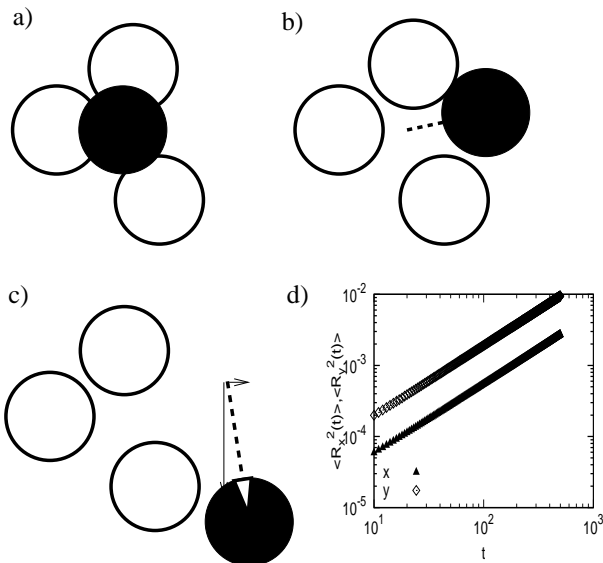 a)
b)
c)
d)
<R_x^2(t)>,<R_y^2(t)>
10^-2
10^-3
10^-4
10^-5
x
y
10^1
10^2
10^3
t